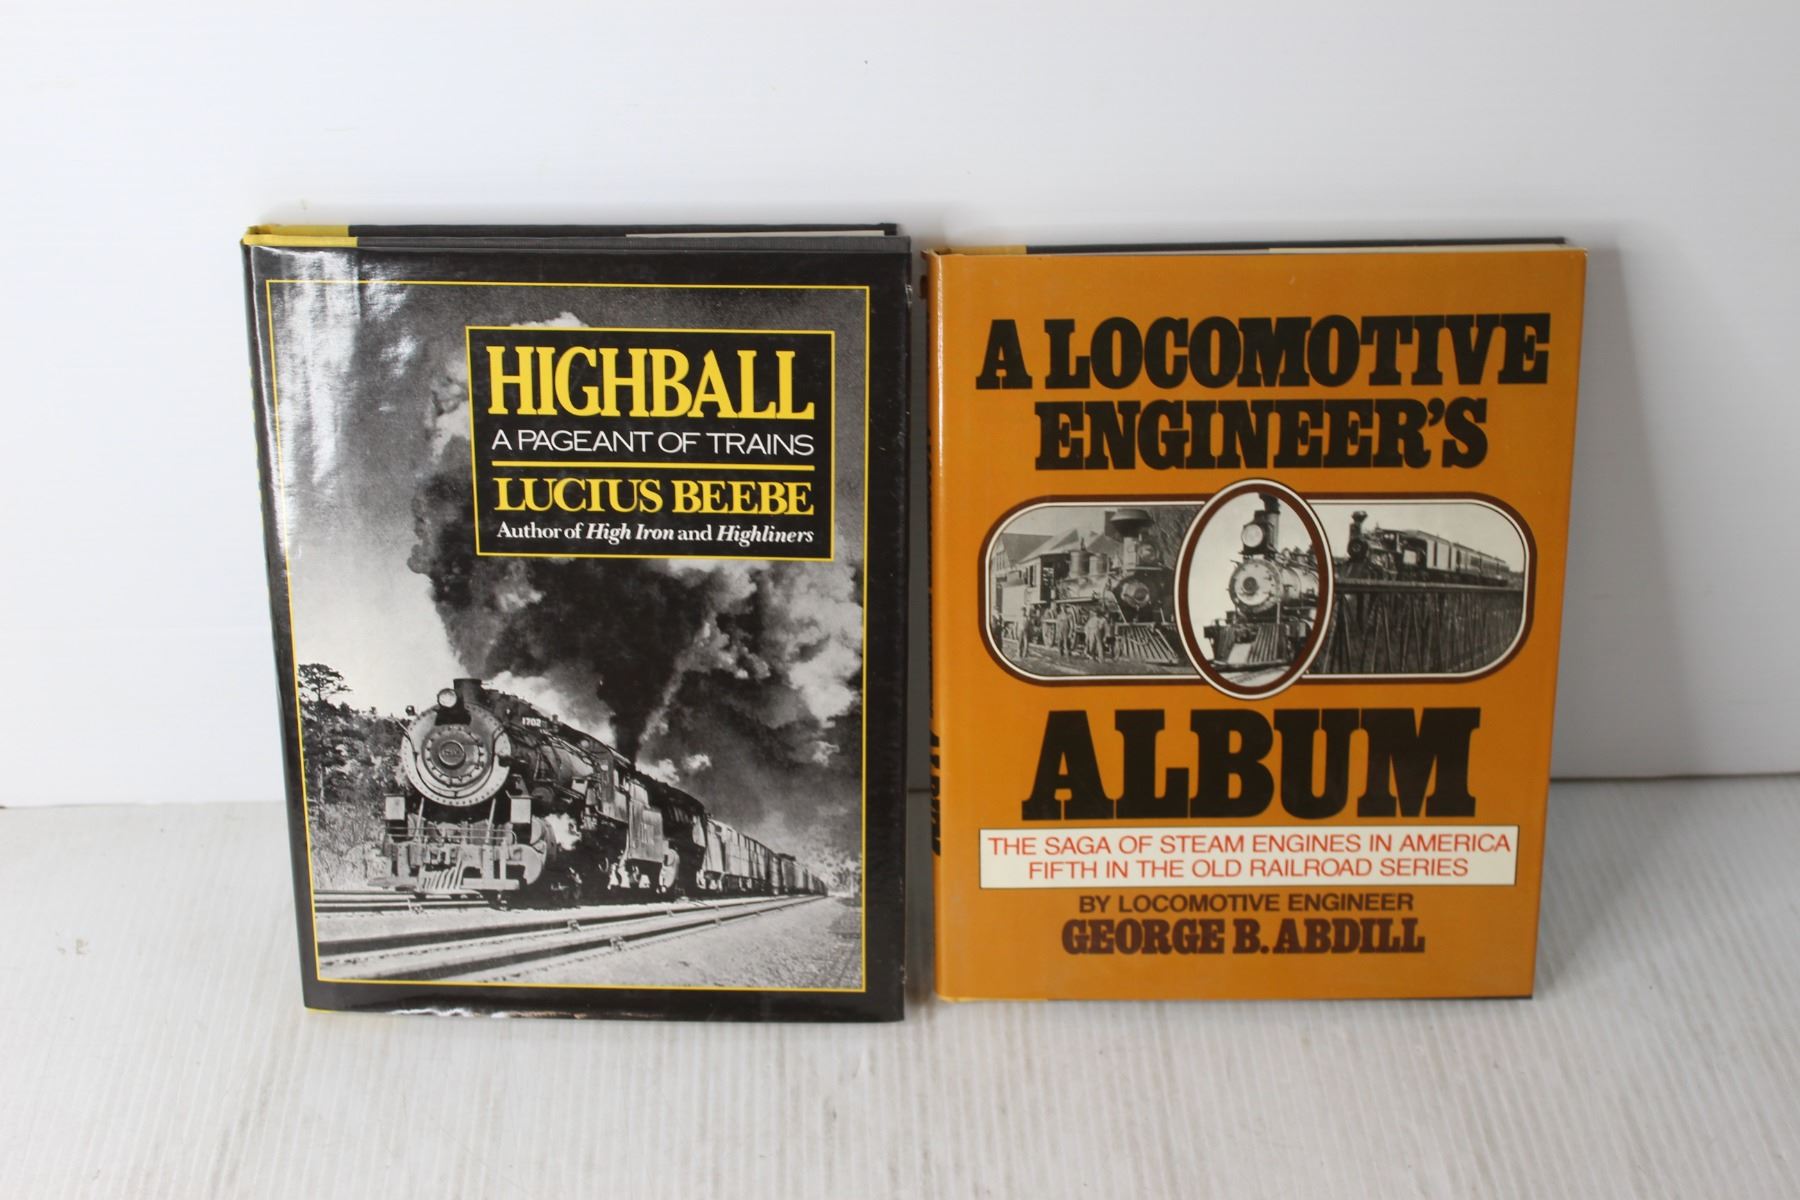 HIGHBALL
A PAGEANT OF TRAINS
LUCIUS BEEBE
Author of High Iron and Highliners
1702
A LOCOMOTIVE
ENGINEER'S
ALBUM
THE SAGA OF STEAM ENGINES IN AMERICA
FIFTH IN THE OLD RAILROAD SERIES
BY LOCOMOTIVE ENGINEER
GEORGE B. ABDILL